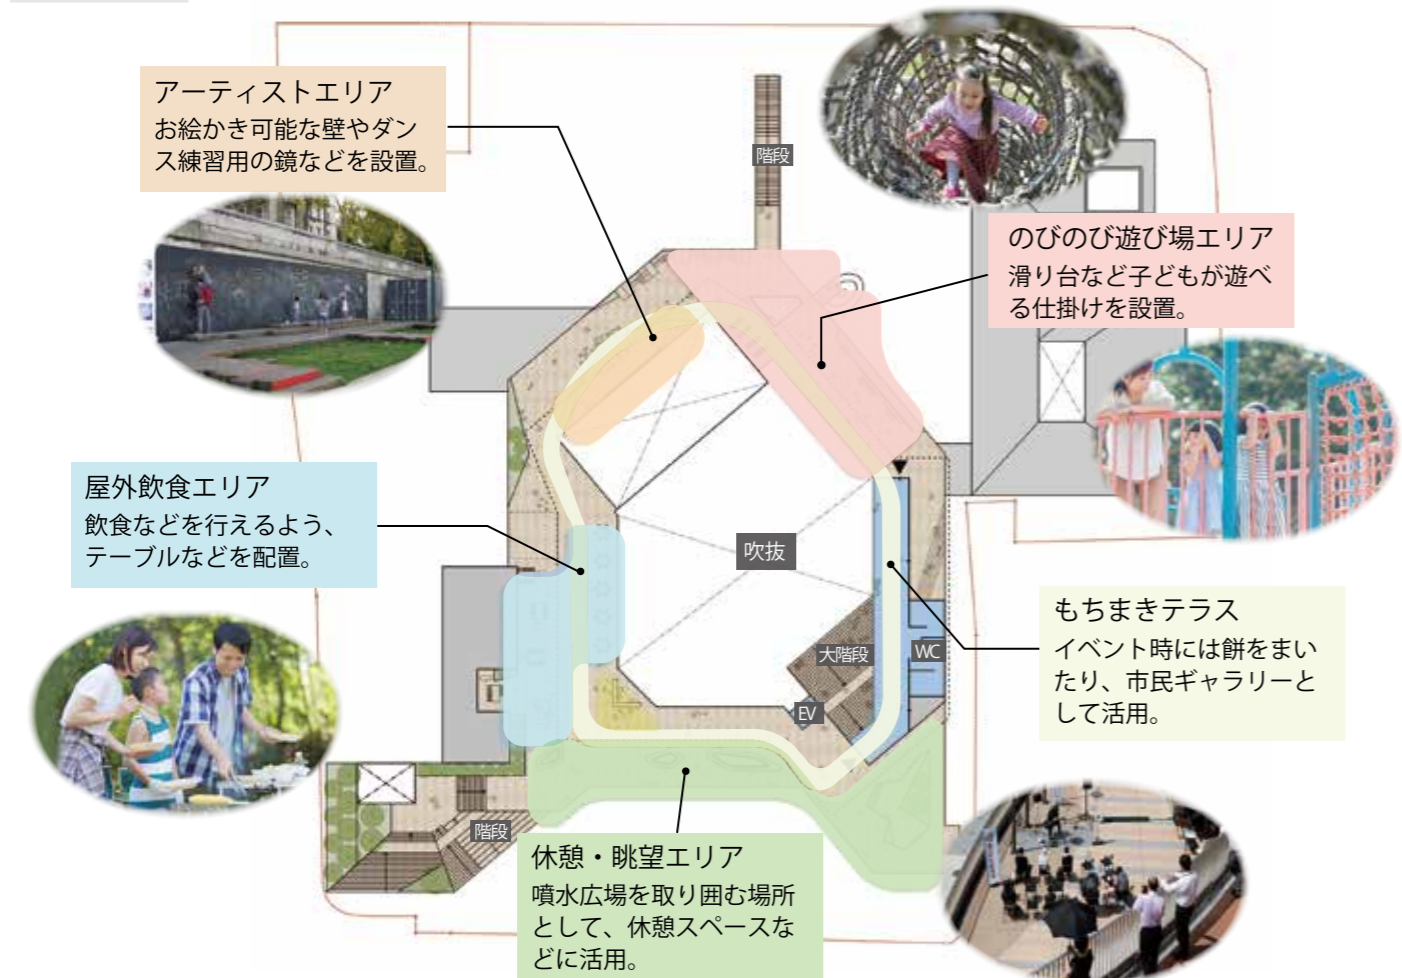 アーティストエリア
お絵かき可能な壁やダン
ス練習用の鏡などを設置。
階段
のびのび遊び場エリア
滑り台など子どもが遊べ
る仕掛けを設置。
屋外飲食エリア
飲食などを行えるよう、
テーブルなどを配置。
吹抜
もちまきテラス
イベント時には餅をまい
たり、市民ギャラリーと
して活用。
大階段
WC
EV
階段
休憩・眺望エリア
噴水広場を取り囲む場所
として、休憩スペースな
どに活用。